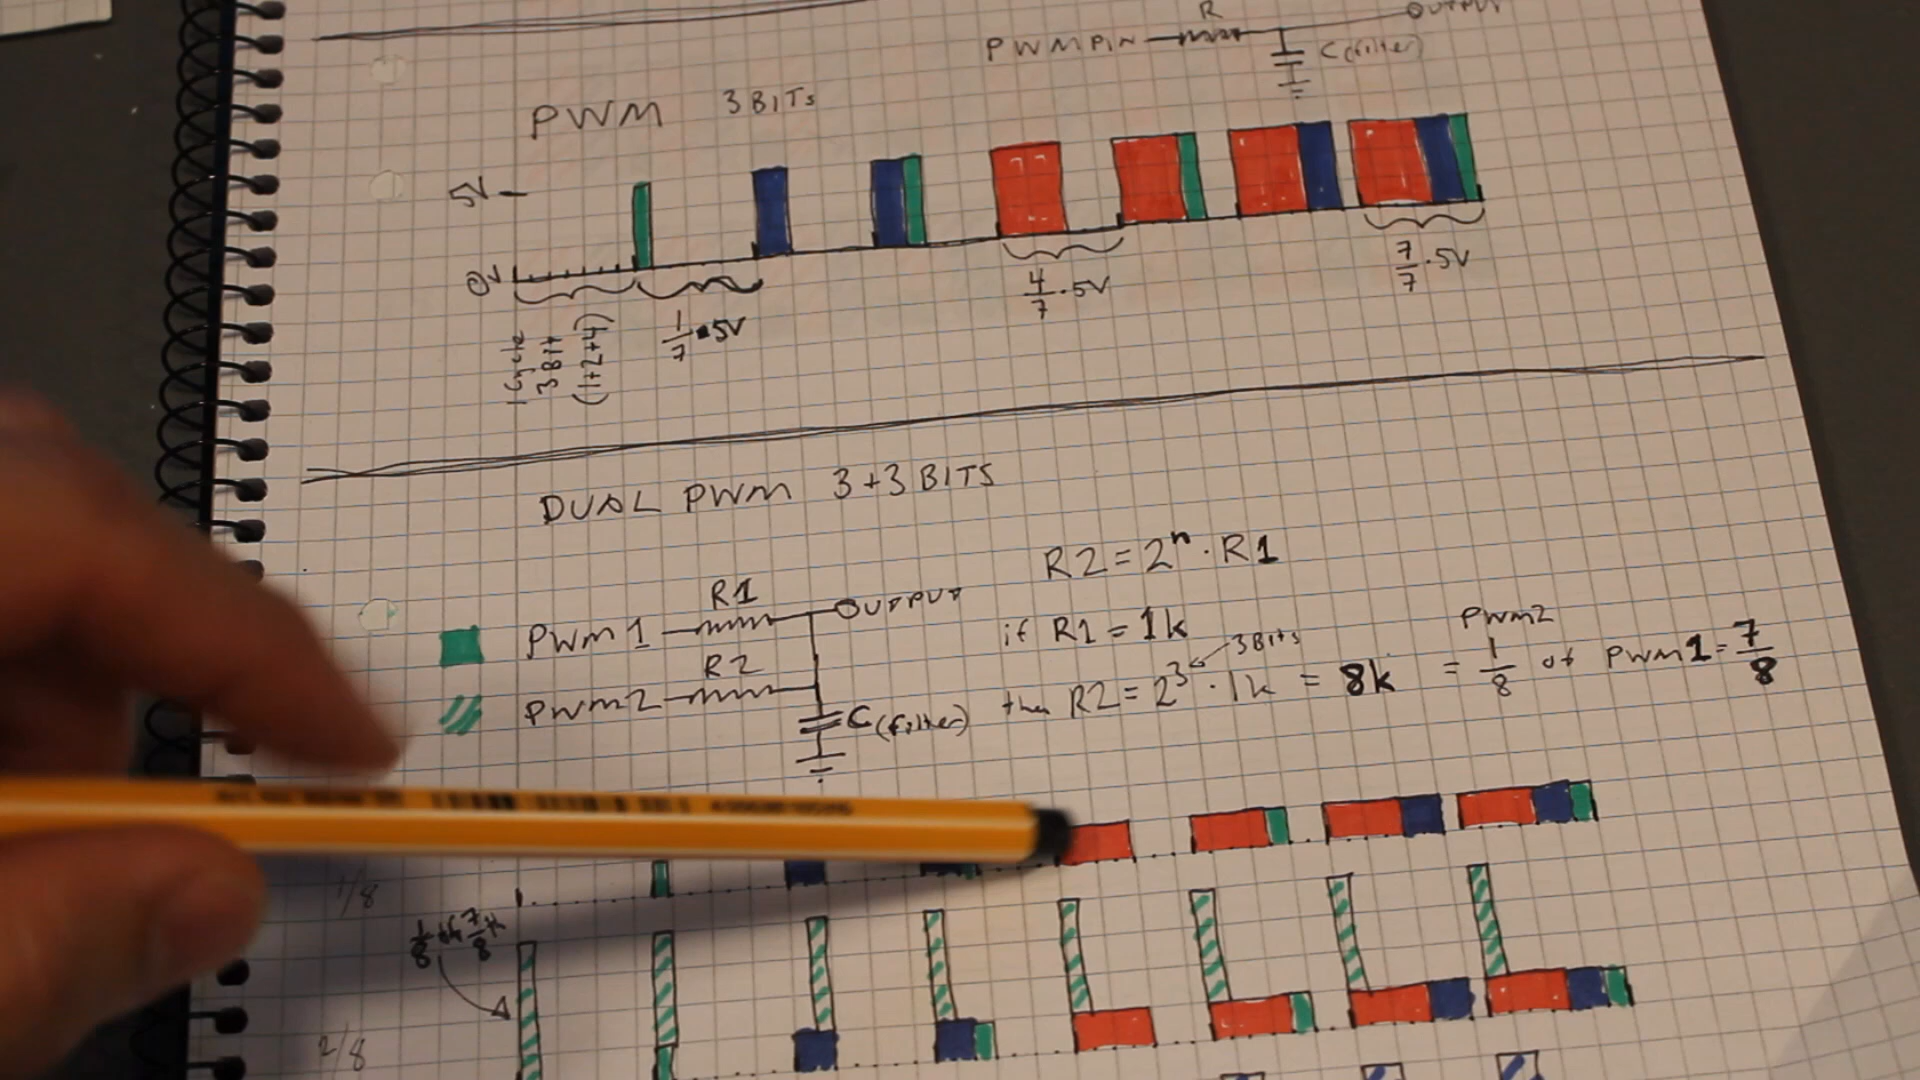 R
OUTPUT
PWM PIN
C(filter)
PWM 3 BITs
5V
0V
1 Cycle
3 Bit
(1+2+4)
1/7 · 5V
4/7 · 5V
7/7 · 5V
DUAL PWM 3+3 BITS
R2 = 2ⁿ · R1
R1
OUTPUT
PWM 1
if R1 = 1k
3 Bits
R2
PWM2
then R2 = 2³ · 1k = 8k = 1/8 of PWM1 = 7/8
PWM2
C(filter)
1/8
2/8